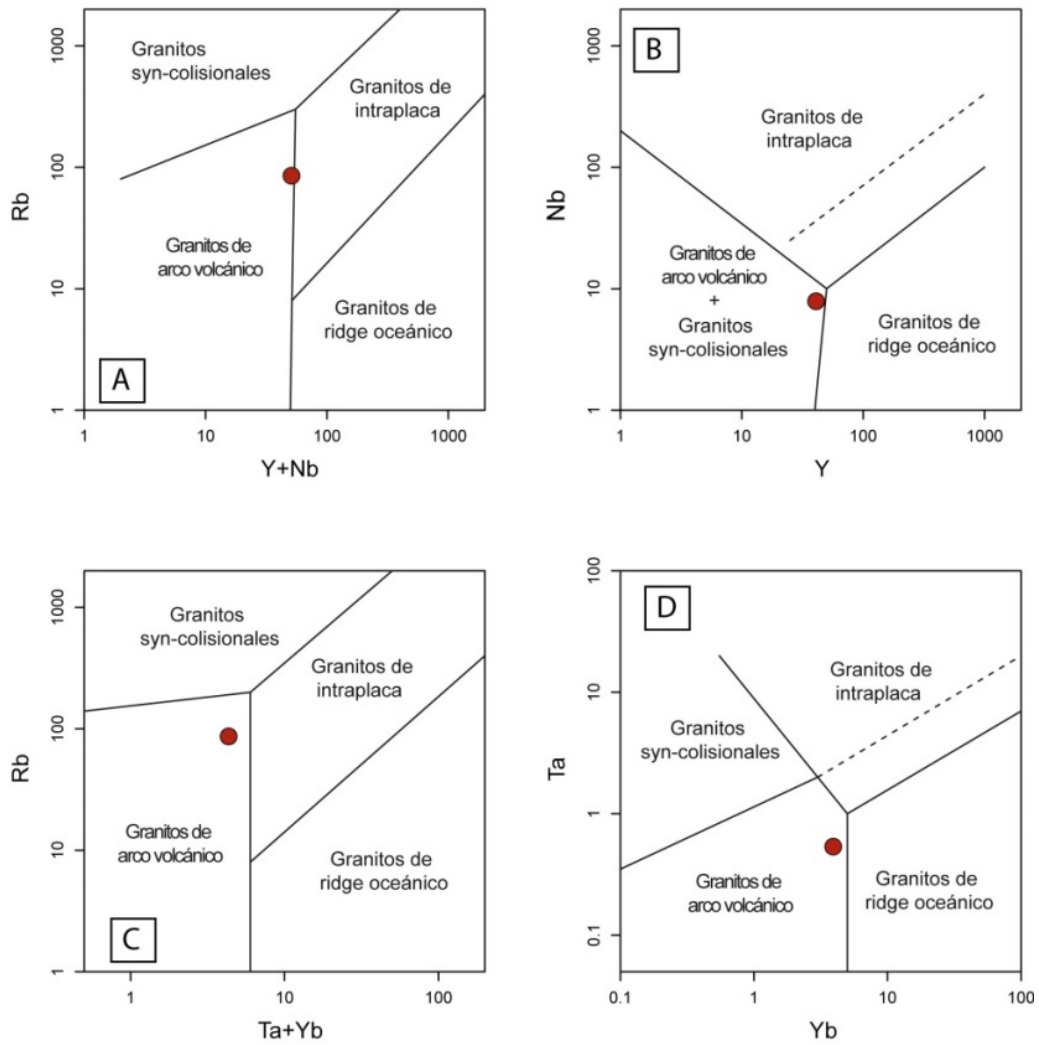 Granitos
syn-colisionales
Granitos de
intraplaca
Granitos de
arco volcánico
Granitos de
ridge oceánico
A
Rb
1 10 100 1000
1 10 100 1000
Y+Nb
B
Granitos de
intraplaca
Granitos de
arco volcánico
+
Granitos
syn-colisionales
Granitos de
ridge oceánico
Nb
1 10 100 1000
1 10 100 1000
Y
Granitos
syn-colisionales
Granitos de
intraplaca
Granitos de
arco volcánico
Granitos de
ridge oceánico
C
Rb
1 10 100 1000
1 10 100
Ta+Yb
D
Granitos de
intraplaca
Granitos
syn-colisionales
Granitos de
arco volcánico
Granitos de
ridge oceánico
Ta
0.1 1 10 100
0.1 1 10 100
Yb